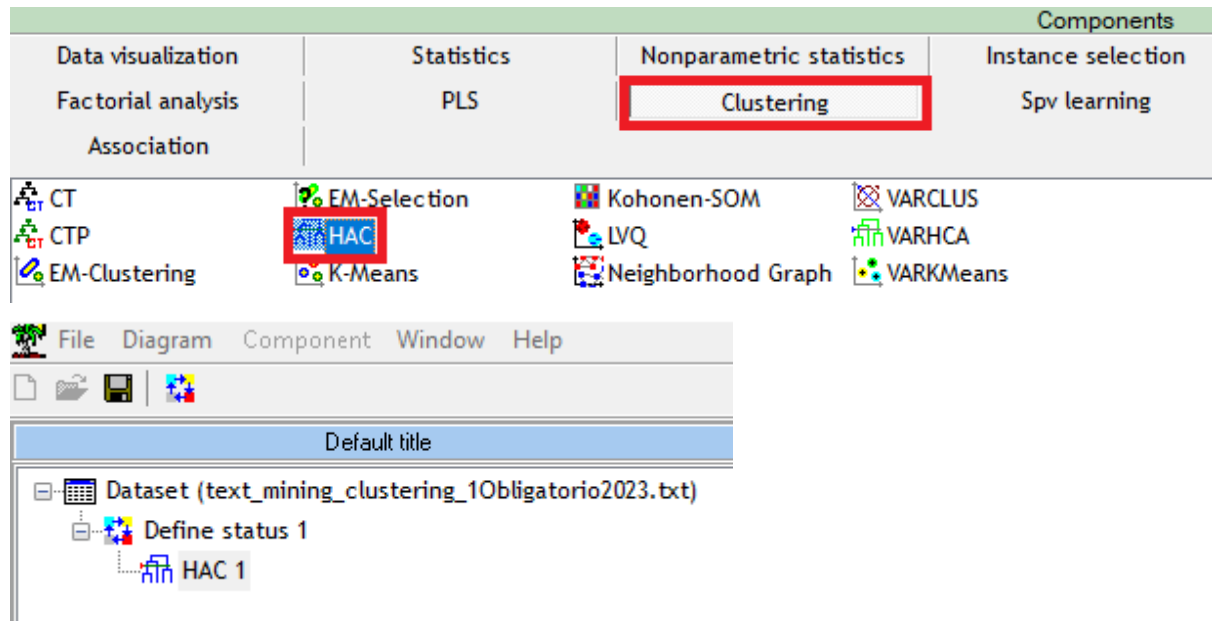 Components
Data visualization Statistics Nonparametric statistics Instance selection
Factorial analysis PLS Clustering Spv learning
Association
CT EM-Selection Kohonen-SOM VARCLUS
CTP HAC LVQ VARHCA
EM-Clustering K-Means Neighborhood Graph VARKMeans
File Diagram Component Window Help
Default title
Dataset (text_mining_clustering_1Obligatorio2023.txt)
Define status 1
HAC 1